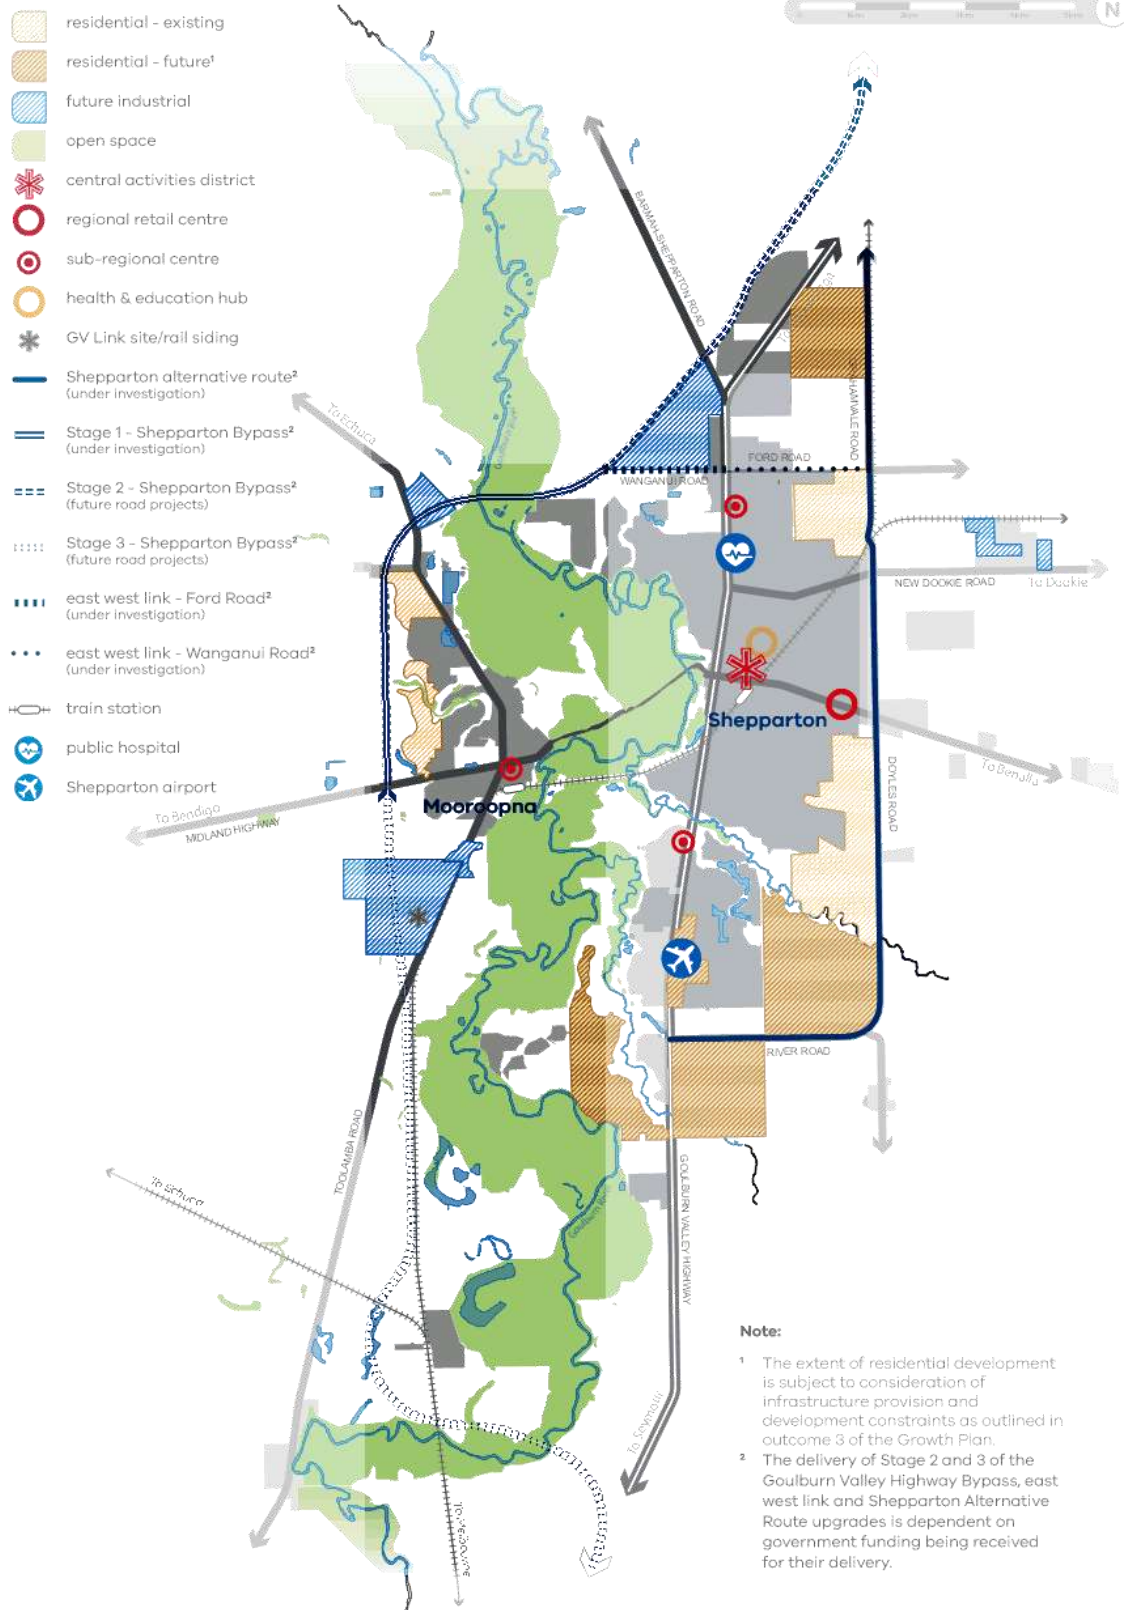 residential - existing
residential - future¹
future industrial
open space
central activities district
regional retail centre
sub-regional centre
health & education hub
GV Link site/rail siding
Shepparton alternative route²
(under investigation)
Stage 1 - Shepparton Bypass²
(under investigation)
Stage 2 - Shepparton Bypass²
(future road projects)
Stage 3 - Shepparton Bypass²
(future road projects)
east west link - Ford Road²
(under investigation)
east west link - Wanganui Road²
(under investigation)
train station
public hospital
Shepparton airport
N
BARMAH-SHEPPARTON ROAD
To Echuca
Goulburn River
FORD ROAD
WANGANUI ROAD
NEW DOOKIE ROAD
To Dookie
Shepparton
To Benalla
DOYLES ROAD
Mooroopna
To Bendigo
MIDLAND HIGHWAY
RIVER ROAD
TOOLAMBA ROAD
To Echuca
Goulburn
GOULBURN VALLEY HIGHWAY
To Seymour
To Melbourne
Note:
¹ The extent of residential development
is subject to consideration of
infrastructure provision and
development constraints as outlined in
outcome 3 of the Growth Plan.
² The delivery of Stage 2 and 3 of the
Goulburn Valley Highway Bypass, east
west link and Shepparton Alternative
Route upgrades is dependent on
government funding being received
for their delivery.